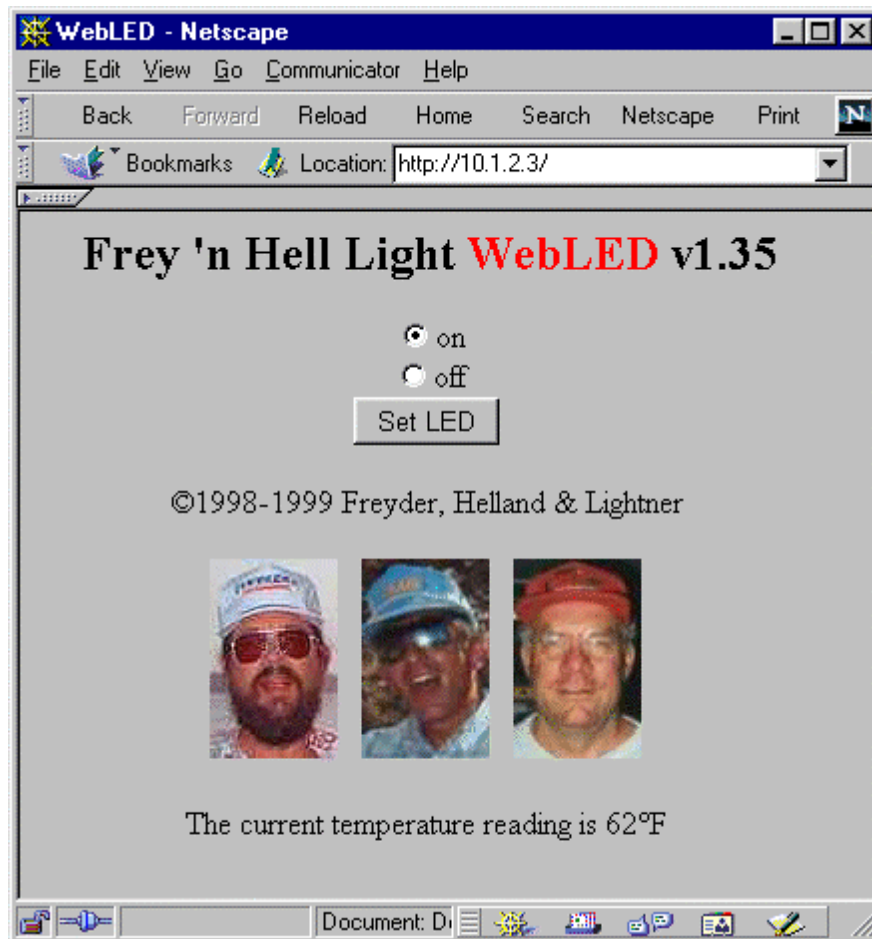 WebLED - Netscape
File Edit View Go Communicator Help
Back Forward Reload Home Search Netscape Print N
Bookmarks Location: http://10.1.2.3/
Frey 'n Hell Light WebLED v1.35
on
off
Set LED
©1998-1999 Freyder, Helland & Lightner
The current temperature reading is 62°F
Document: D